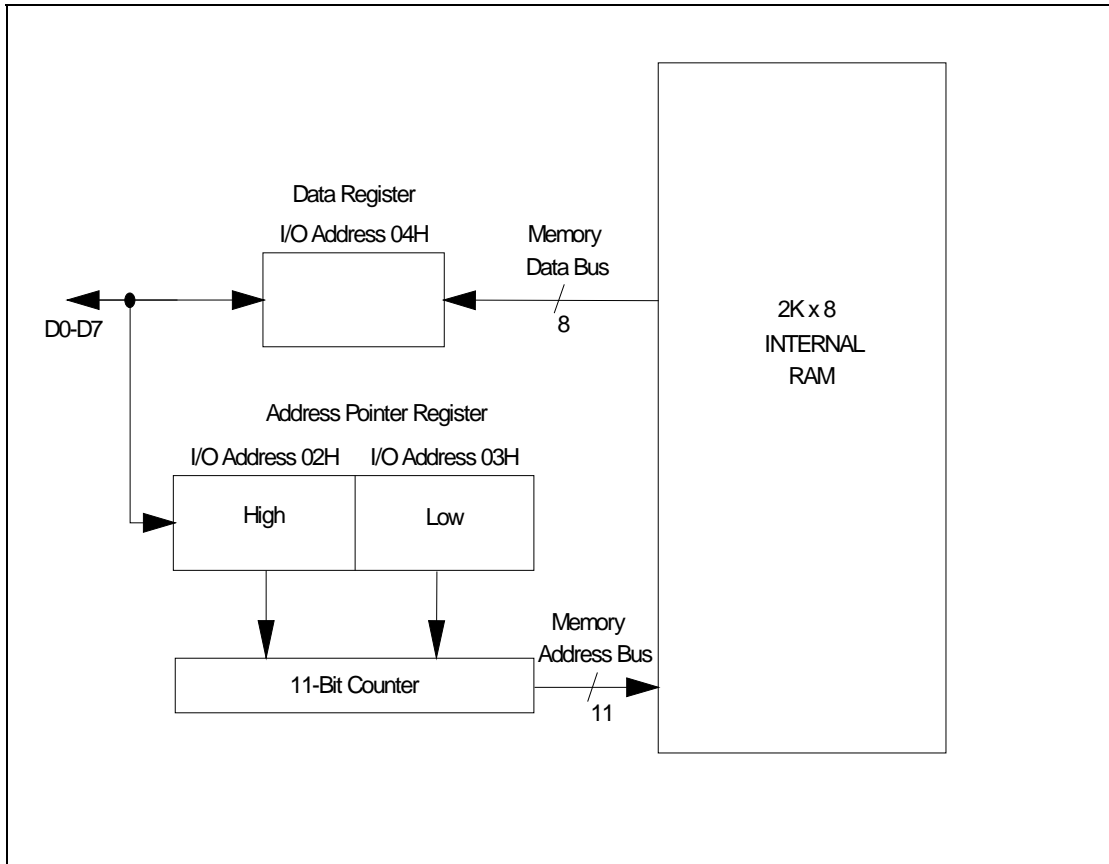 Data Register
I/O Address 04H
Memory
Data Bus
8
D0-D7
2K x 8
INTERNAL
RAM
Address Pointer Register
I/O Address 02H
I/O Address 03H
High
Low
Memory
Address Bus
11
11-Bit Counter